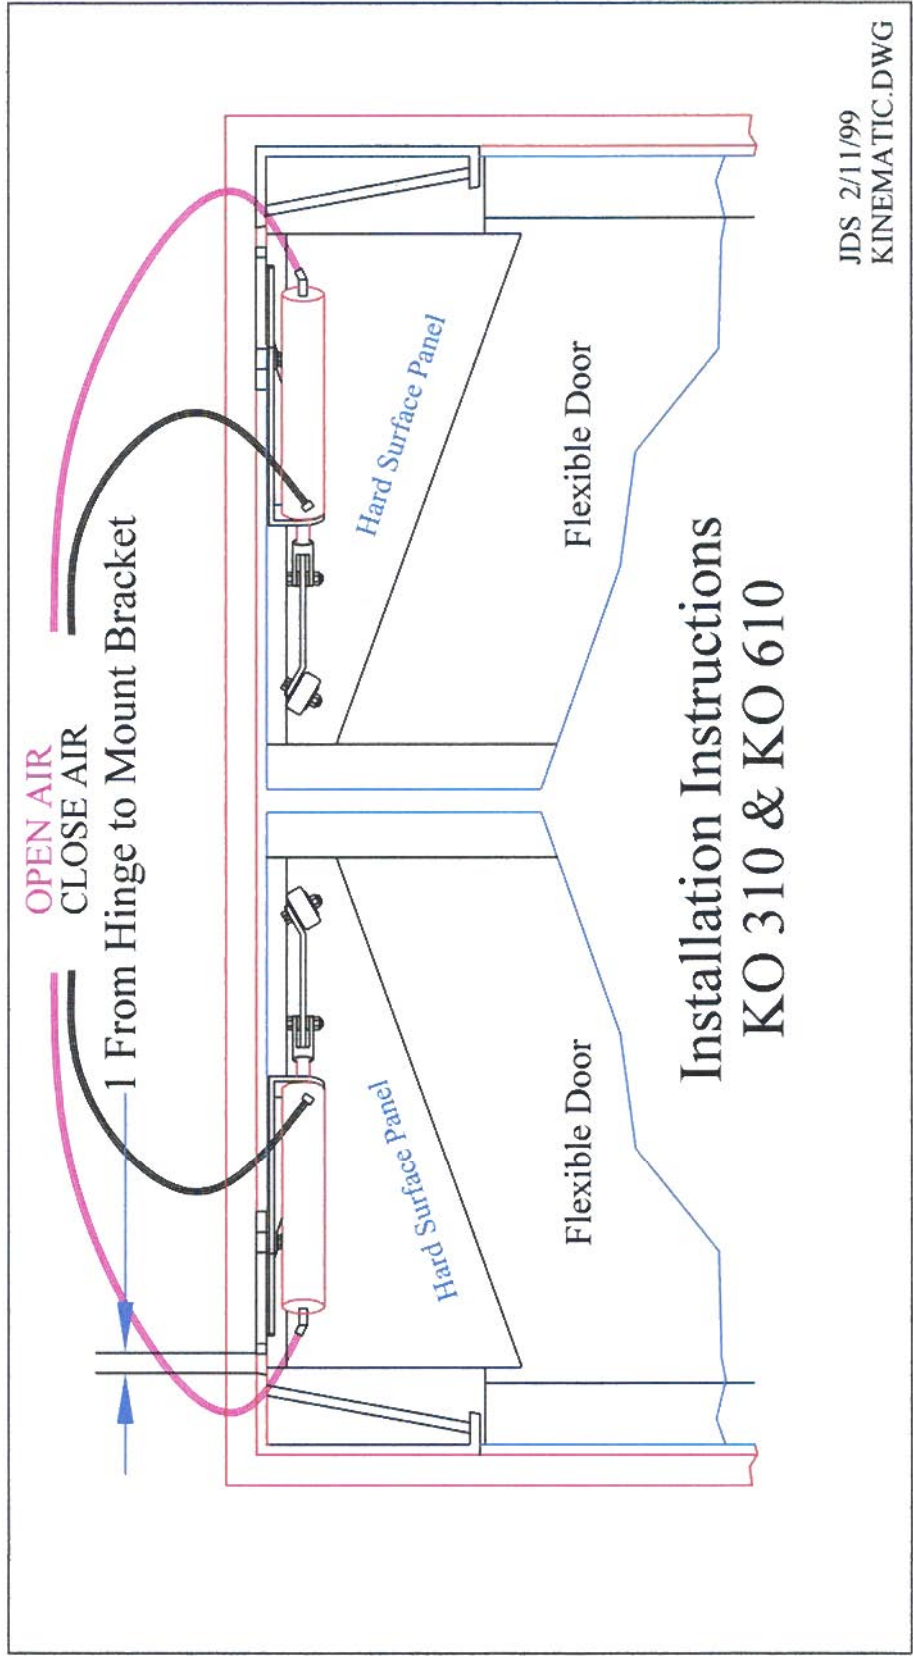 OPEN AIR
CLOSE AIR
1 From Hinge to Mount Bracket
Hard Surface Panel
Hard Surface Panel
Flexible Door
Flexible Door
Installation Instructions
KO 310 & KO 610
JDS 2/11/99
KINEMATIC.DWG